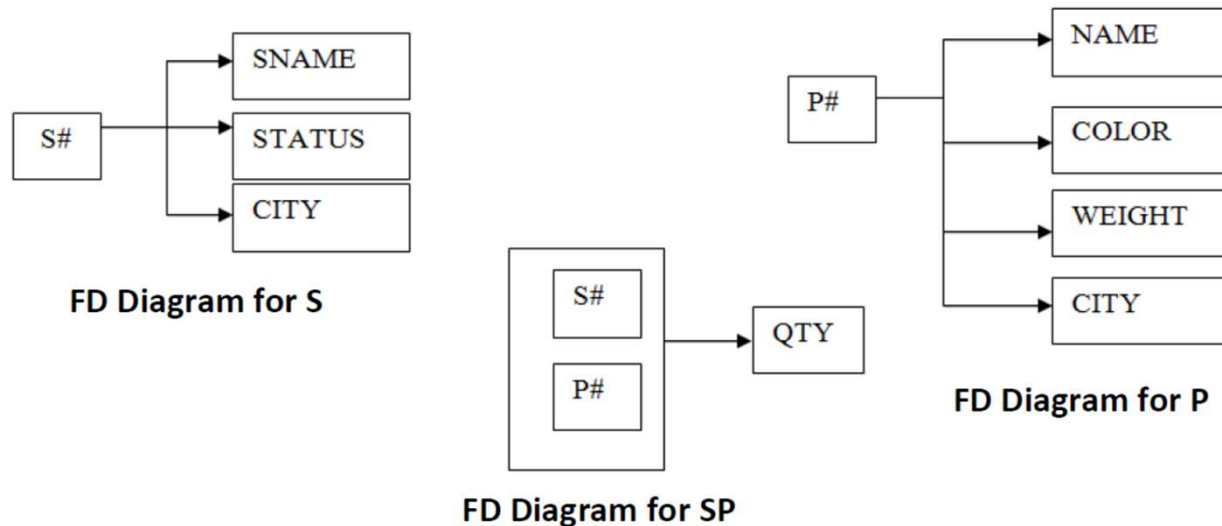 S#
SNAME
STATUS
CITY
FD Diagram for S
S#
P#
QTY
FD Diagram for SP
P#
NAME
COLOR
WEIGHT
CITY
FD Diagram for P